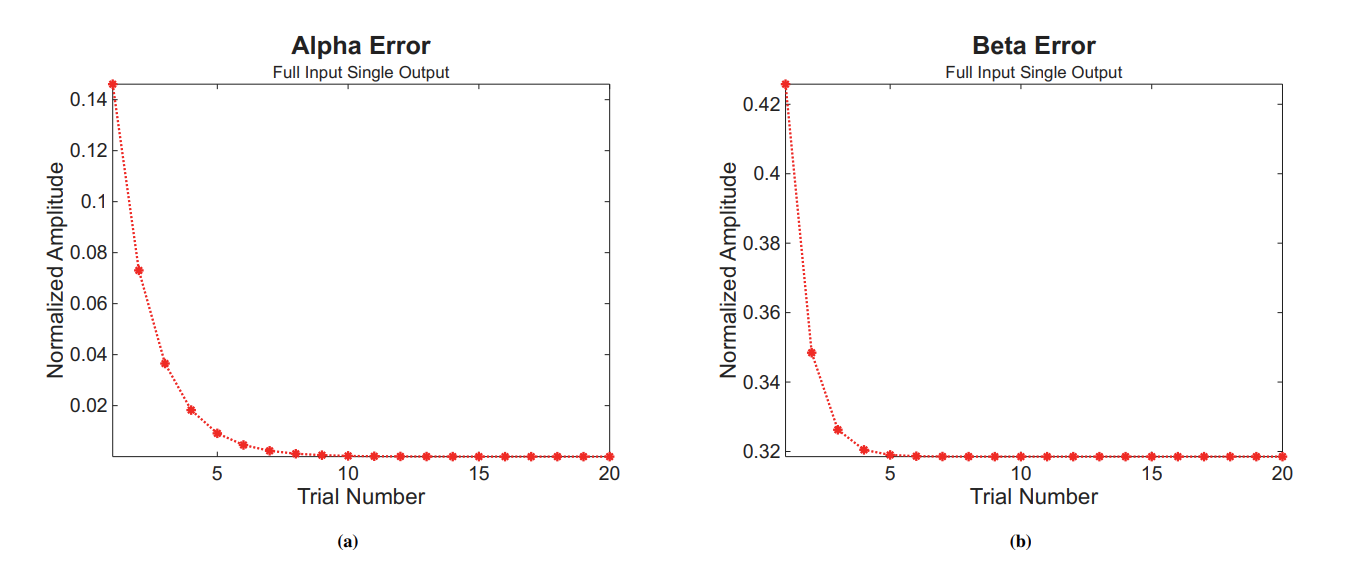 Alpha Error
Full Input Single Output
0.14
0.12
0.1
0.08
0.06
0.04
0.02
Normalized Amplitude
5
10
15
20
Trial Number
(a)
Beta Error
Full Input Single Output
0.42
0.4
0.38
0.36
0.34
0.32
Normalized Amplitude
5
10
15
20
Trial Number
(b)